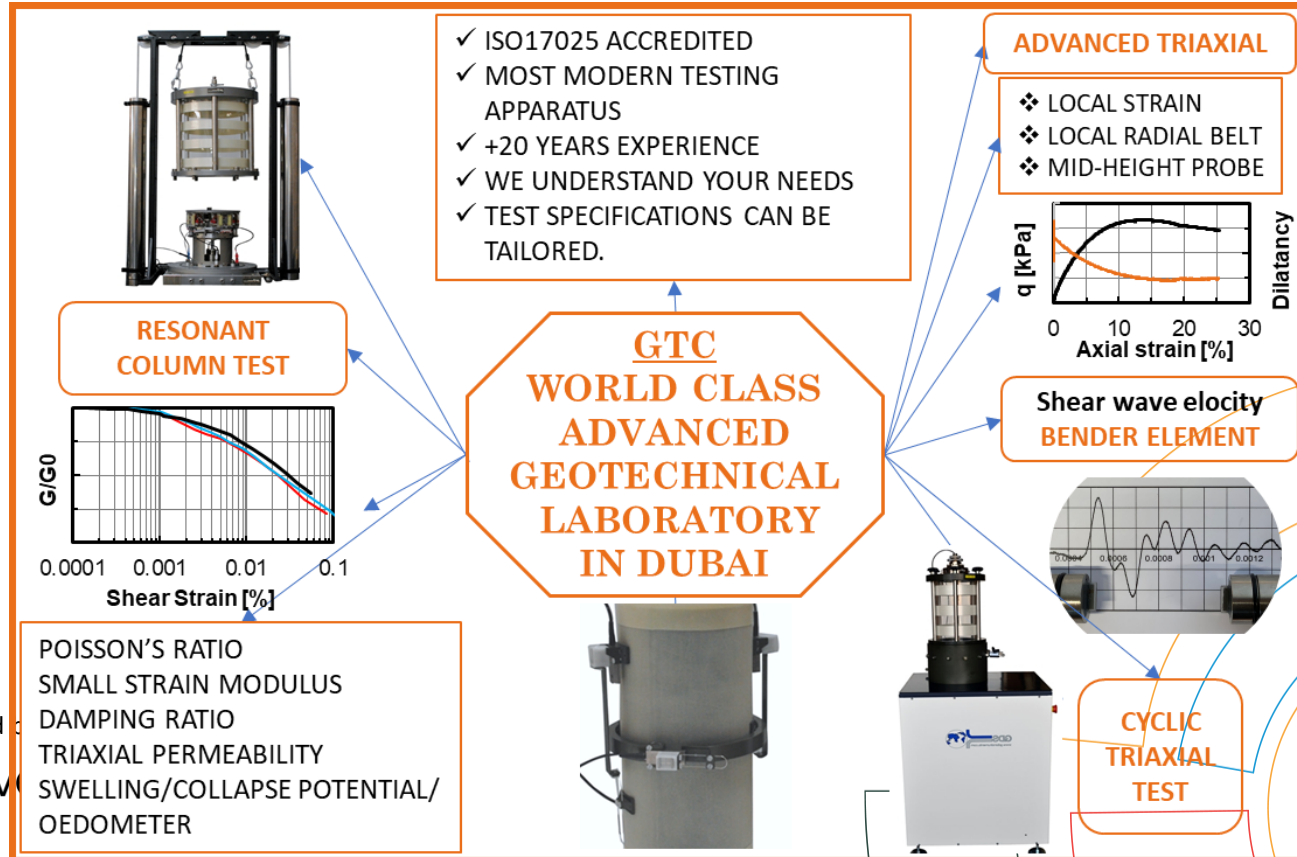 ✓ ISO17025 ACCREDITED
✓ MOST MODERN TESTING
APPARATUS
✓ +20 YEARS EXPERIENCE
✓ WE UNDERSTAND YOUR NEEDS
✓ TEST SPECIFICATIONS CAN BE
TAILORED.
ADVANCED TRIAXIAL
❖ LOCAL STRAIN
❖ LOCAL RADIAL BELT
❖ MID-HEIGHT PROBE
q [kPa]
Dilatancy
0 10 20 30
Axial strain [%]
RESONANT
COLUMN TEST
G/G0
0.0001 0.001 0.01 0.1
Shear Strain [%]
GTC
WORLD CLASS
ADVANCED
GEOTECHNICAL
LABORATORY
IN DUBAI
Shear wave elocity
BENDER ELEMENT
0.0004 0.0006 0.0008 0.001 0.0012
POISSON’S RATIO
SMALL STRAIN MODULUS
DAMPING RATIO
TRIAXIAL PERMEABILITY
SWELLING/COLLAPSE POTENTIAL/
OEDOMETER
CYCLIC
TRIAXIAL
TEST